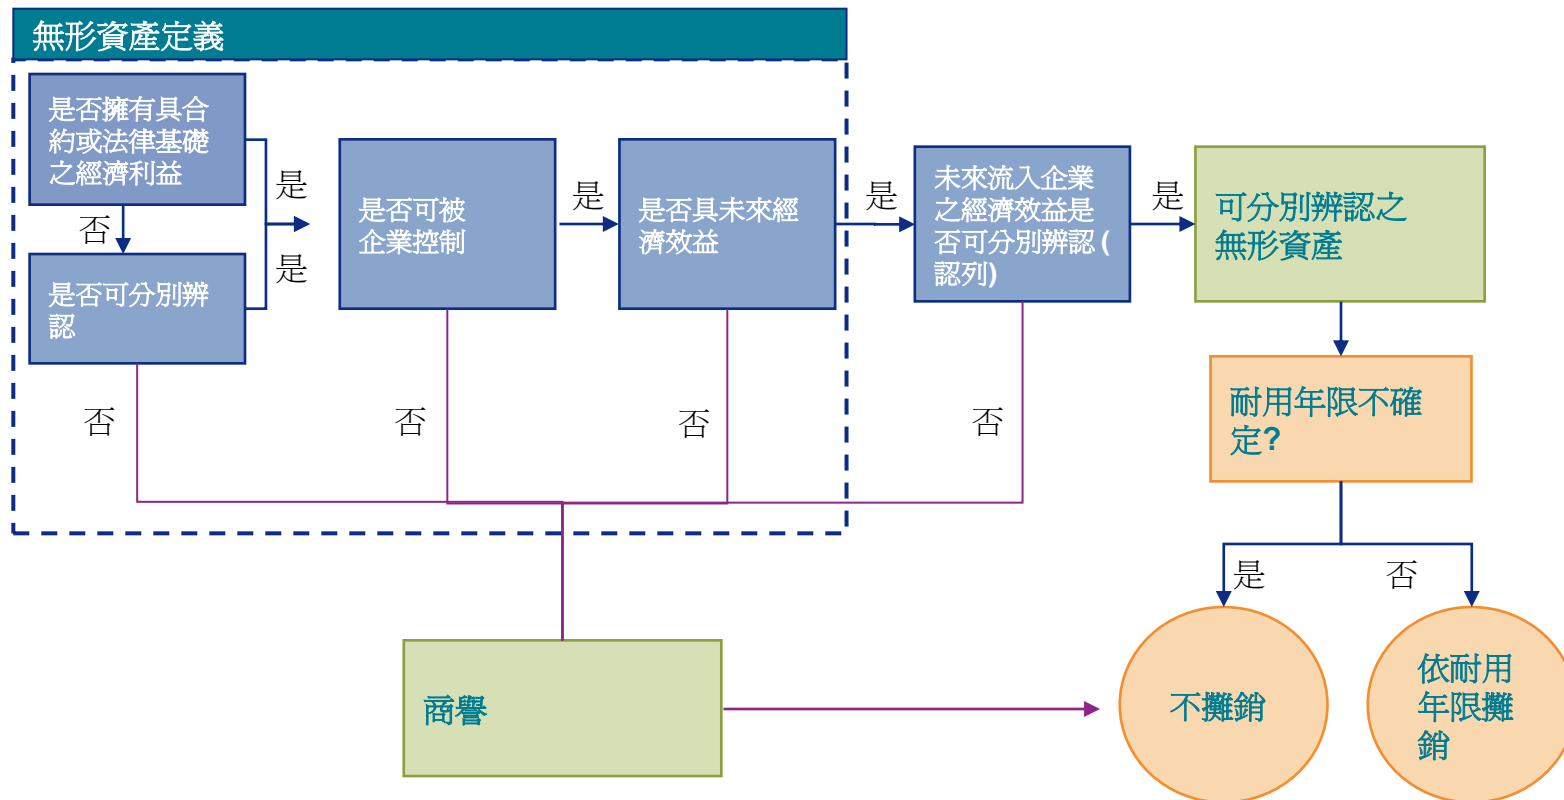 無形資產定義
是否擁有具合
約或法律基礎
之經濟利益
否
是否可分別辨
認
是
是
是否可被
企業控制
是
是否具未來經
濟效益
是
未來流入企業
之經濟效益是
否可分別辨認 (
認列)
是
可分別辨認之
無形資產
否
否
否
否
耐用年限不確
定?
是
否
商譽
不攤銷
依耐用
年限攤
銷